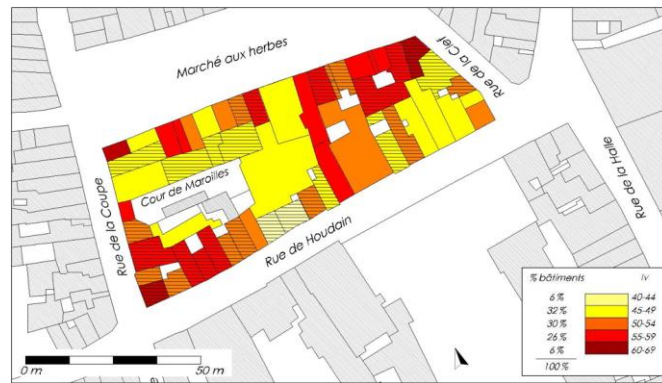 Marché aux herbes
Rue de la Clef
Rue de la Coupe
Cour de Maroilles
Rue de la Halle
Rue de Houdain
% bâtiments Iv
6 % 40-44
32 % 45-49
30 % 50-54
26 % 55-59
6 % 60-69
100 %
0 m 50 m